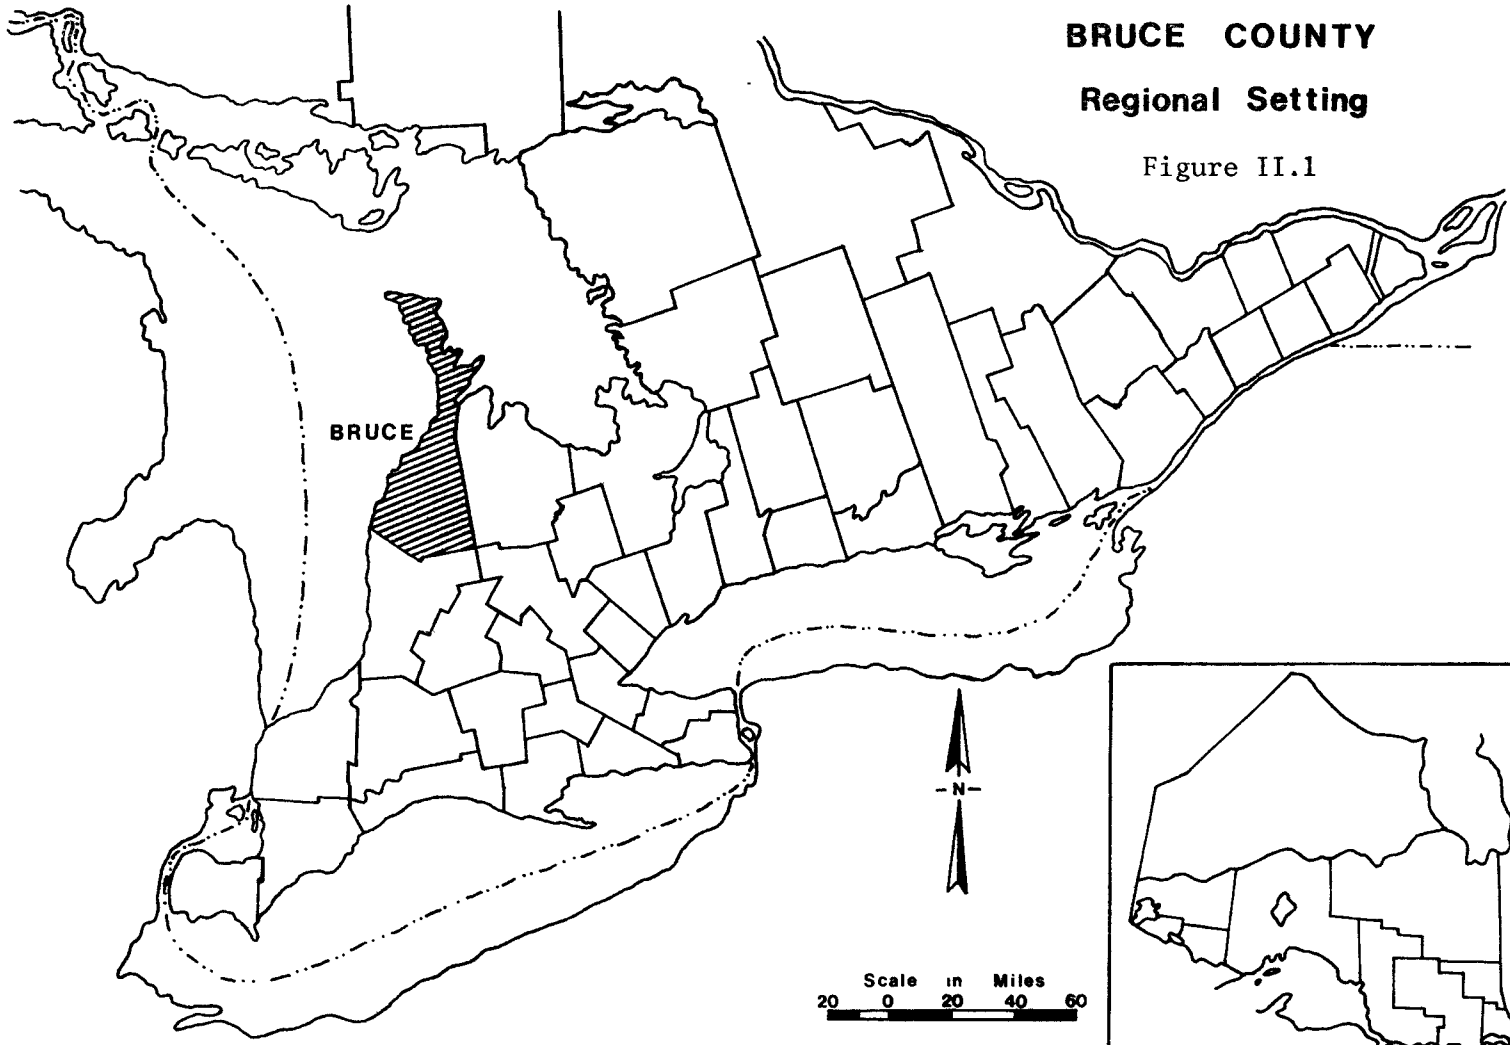 BRUCE COUNTY
Regional Setting
Figure II.1
BRUCE
-N-
Scale in Miles
20 0 20 40 60